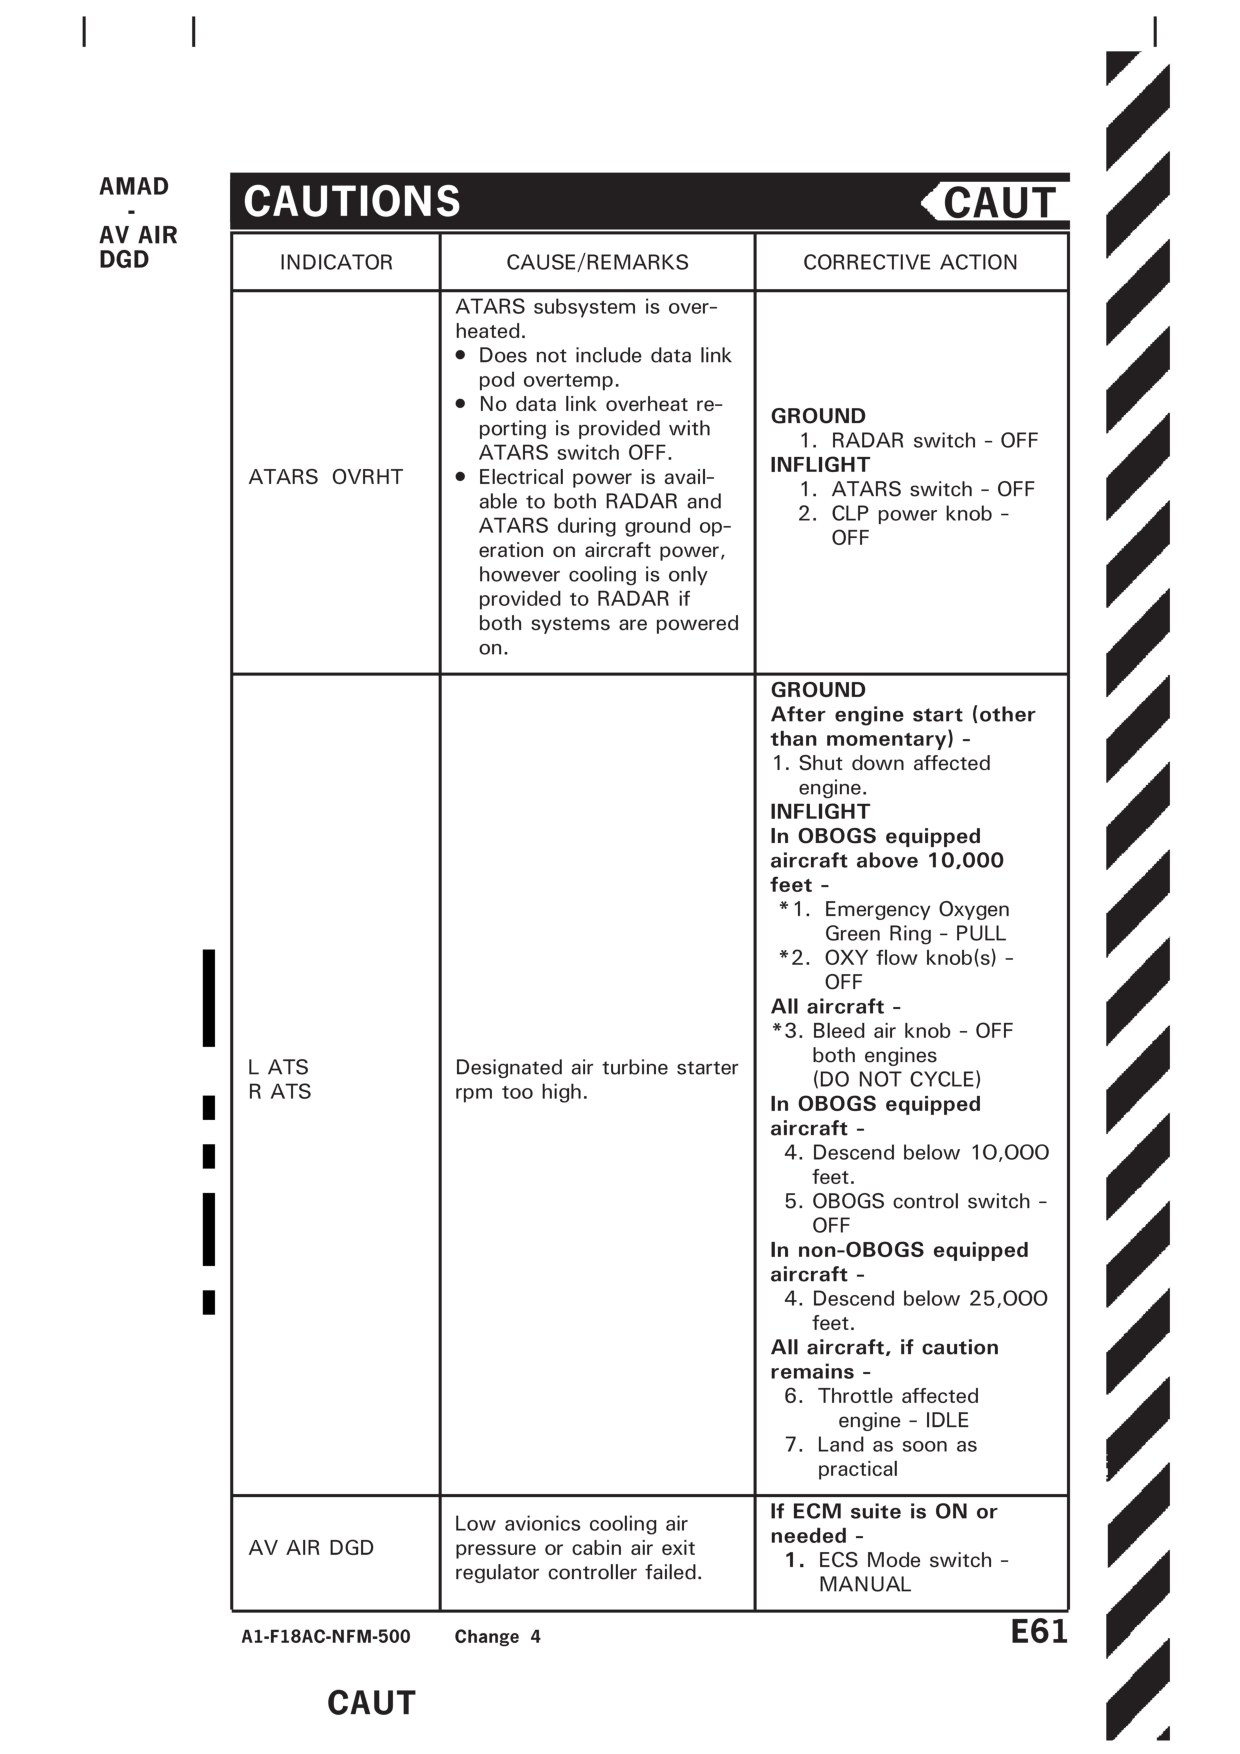 AMAD
-
AV AIR
DGD
CAUTIONS
CAUT
INDICATOR
CAUSE/REMARKS
CORRECTIVE ACTION
ATARS OVRHT
ATARS subsystem is over-
heated.
● Does not include data link
pod overtemp.
● No data link overheat re-
porting is provided with
ATARS switch OFF.
● Electrical power is avail-
able to both RADAR and
ATARS during ground op-
eration on aircraft power,
however cooling is only
provided to RADAR if
both systems are powered
on.
GROUND
1. RADAR switch - OFF
INFLIGHT
1. ATARS switch - OFF
2. CLP power knob -
OFF
L ATS
R ATS
Designated air turbine starter
rpm too high.
GROUND
After engine start (other
than momentary) -
1. Shut down affected
engine.
INFLIGHT
In OBOGS equipped
aircraft above 10,000
feet -
*1. Emergency Oxygen
Green Ring - PULL
*2. OXY flow knob(s) -
OFF
All aircraft -
*3. Bleed air knob - OFF
both engines
(DO NOT CYCLE)
In OBOGS equipped
aircraft -
4. Descend below 10,000
feet.
5. OBOGS control switch -
OFF
In non-OBOGS equipped
aircraft -
4. Descend below 25,000
feet.
All aircraft, if caution
remains -
6. Throttle affected
engine - IDLE
7. Land as soon as
practical
AV AIR DGD
Low avionics cooling air
pressure or cabin air exit
regulator controller failed.
If ECM suite is ON or
needed -
1. ECS Mode switch -
MANUAL
A1-F18AC-NFM-500
Change 4
E61
CAUT